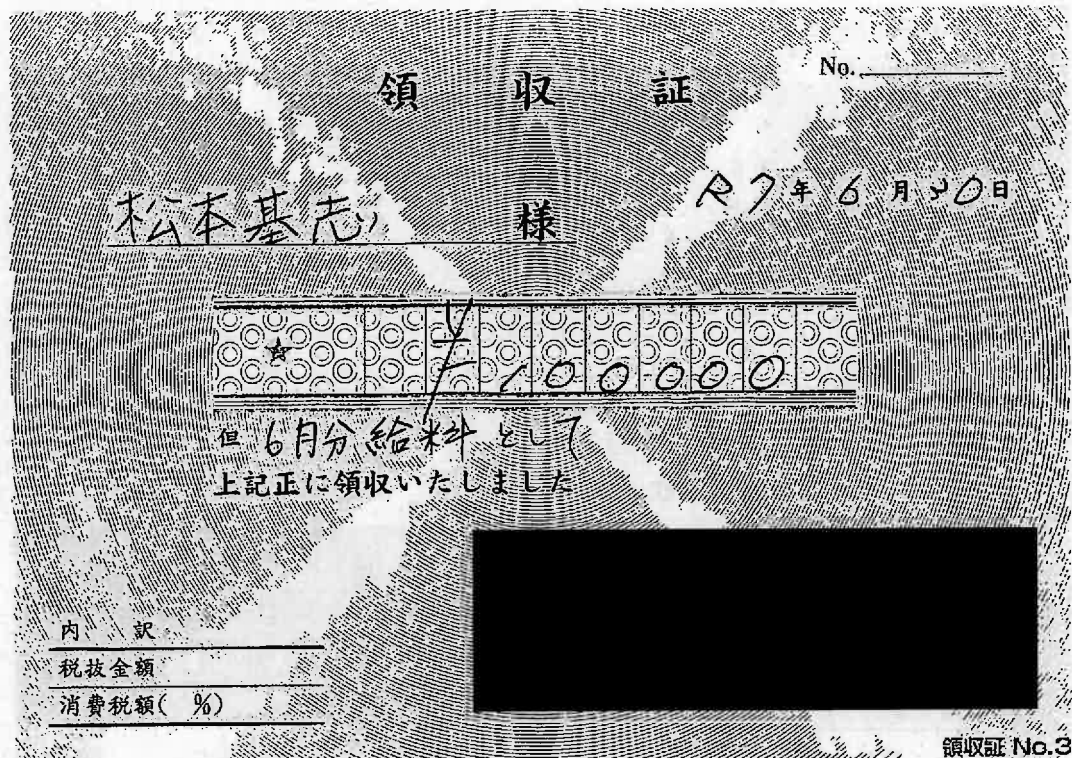 領収証
No.
R7年6月30日
松本基志 様
☆ ¥1000000
但 6月分給料として
上記正に領収いたしました
内 訳
税抜金額
消費税額( %)
領収証 No.3